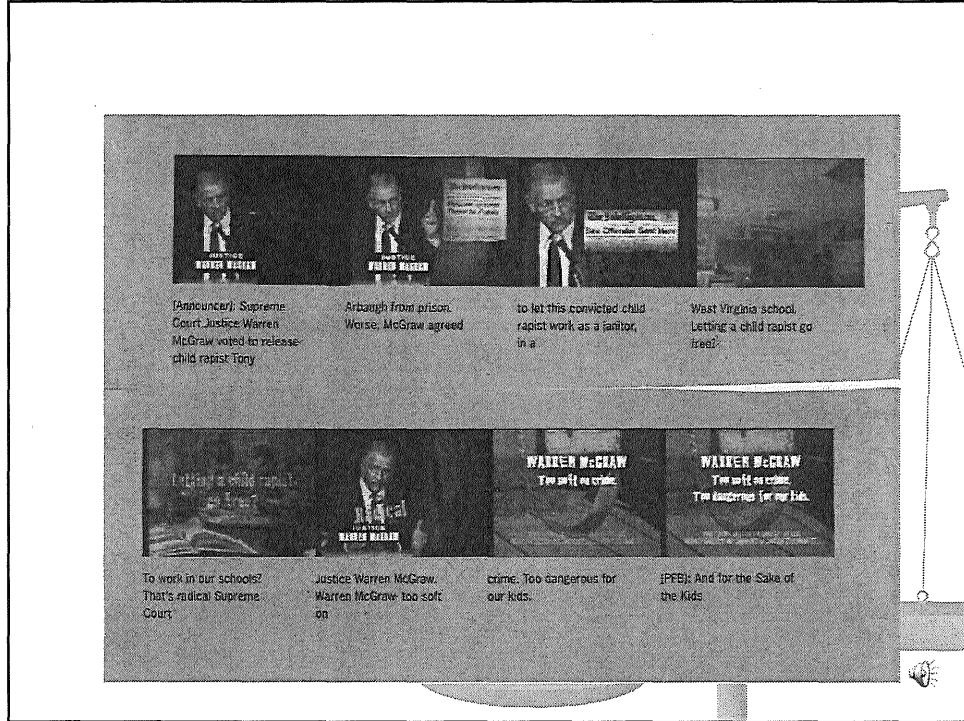 JUSTICE
JUSTICE
[Announcer]: Supreme
Court Justice Warren
McGraw voted to release
child rapist Tony
Arbaugh from prison.
Worse, McGraw agreed
to let this convicted child
rapist work as a janitor,
in a
West Virginia school.
Letting a child rapist go
free?
Letting a child rapist
go free?
Radical
JUSTICE
WARREN McGRAW
Too soft on crime.
WARREN McGRAW
Too soft on crime.
Too dangerous for our kids.
To work in our schools?
That's radical Supreme
Court
Justice Warren McGraw.
Warren McGraw too soft
on
crime. Too dangerous for
our kids.
[PFB]: And for the Sake of
the Kids